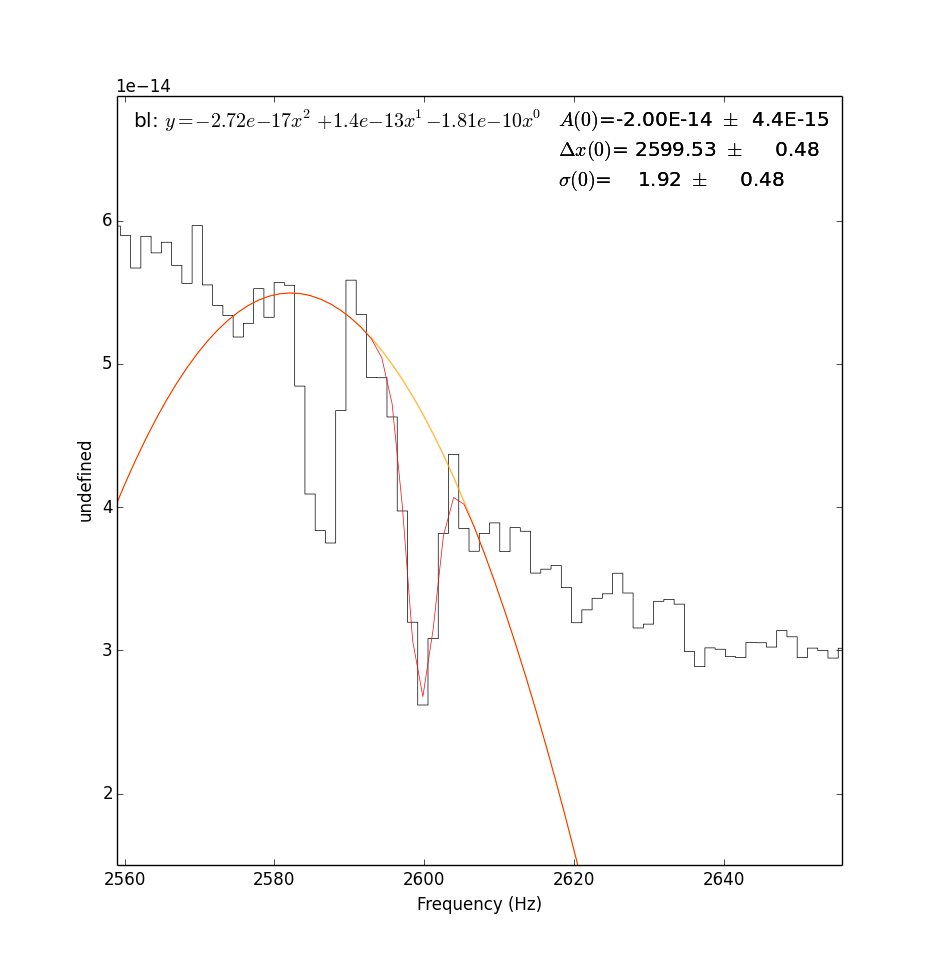 1e−14
bl: y=−2.72e−17x² +1.4e−13x¹ −1.81e−10x⁰
A(0)=-2.00E-14 ± 4.4E-15
Δx(0)= 2599.53 ± 0.48
σ(0)= 1.92 ± 0.48
6
5
4
3
2
undefined
2560 2580 2600 2620 2640
Frequency (Hz)